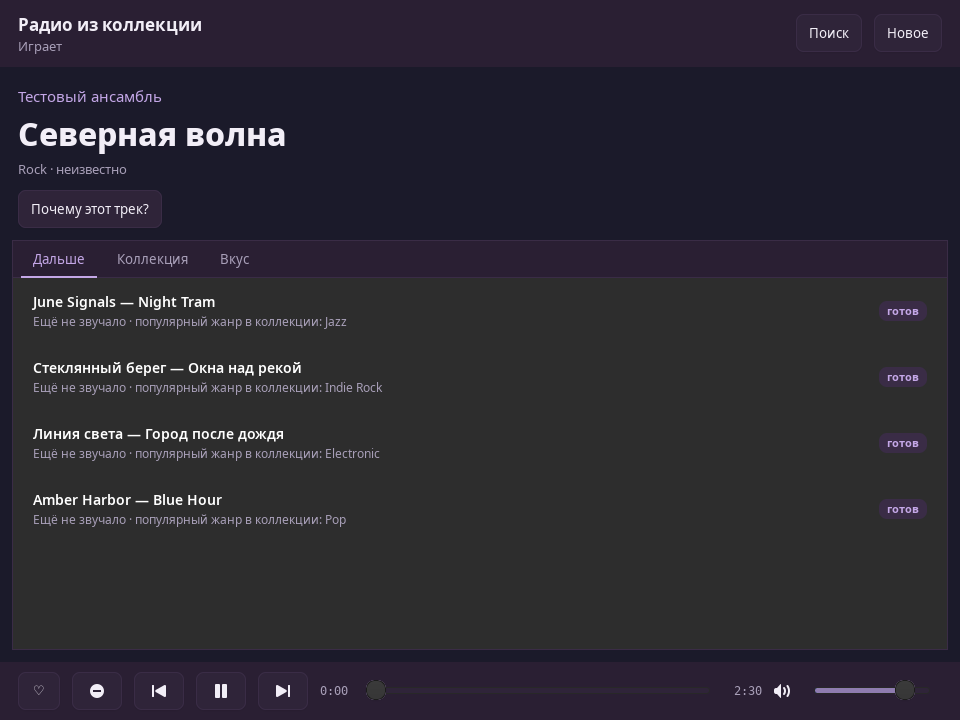 Радио из коллекции
Играет
Поиск
Новое
Тестовый ансамбль
Северная волна
Rock · неизвестно
Почему этот трек?
Дальше
Коллекция
Вкус
June Signals — Night Tram
Ещё не звучало · популярный жанр в коллекции: Jazz
готов
Стеклянный берег — Окна над рекой
Ещё не звучало · популярный жанр в коллекции: Indie Rock
готов
Линия света — Город после дождя
Ещё не звучало · популярный жанр в коллекции: Electronic
готов
Amber Harbor — Blue Hour
Ещё не звучало · популярный жанр в коллекции: Pop
готов
0:00
2:30